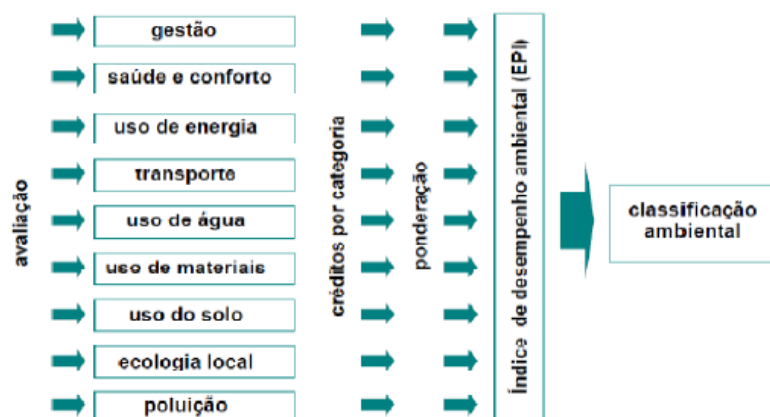 avaliação
gestão
saúde e conforto
uso de energia
transporte
uso de água
uso de materiais
uso do solo
ecologia local
poluição
créditos por categoria
ponderação
Índice de desempenho ambiental (EPI)
classificação
ambiental